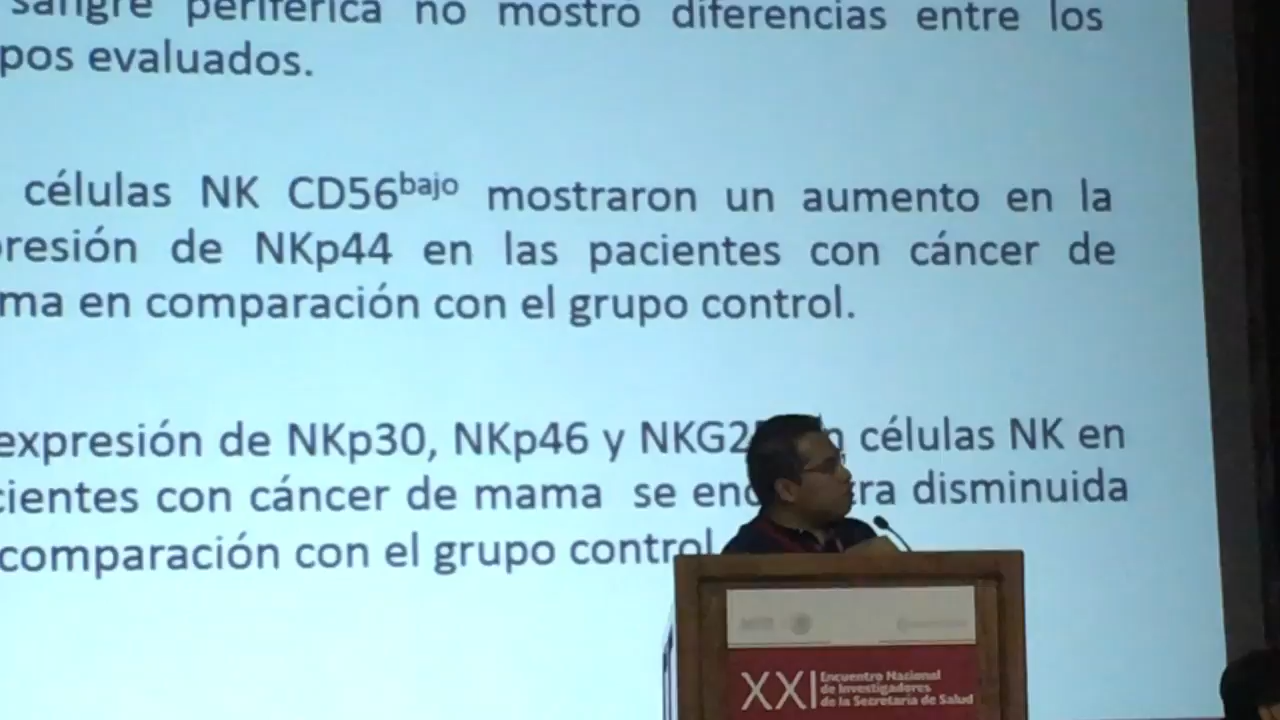 sangre periférica no mostró diferencias entre los
pos evaluados.
células NK CD56bajo mostraron un aumento en la
resión de NKp44 en las pacientes con cáncer de
ma en comparación con el grupo control.
expresión de NKp30, NKp46 y células NK en
cientes con cáncer de mama se disminuida
comparación con el grupo control
XXI Encuentro Nacional
de Investigadores
de la Secretaría de Salud